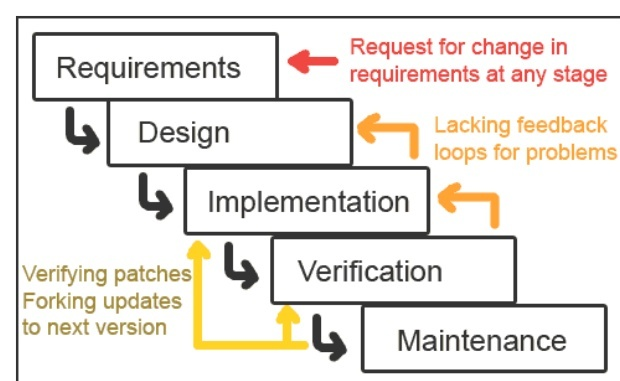 Requirements
Request for change in
requirements at any stage
Design
Lacking feedback
loops for problems
Implementation
Verification
Verifying patches
Forking updates
to next version
Maintenance